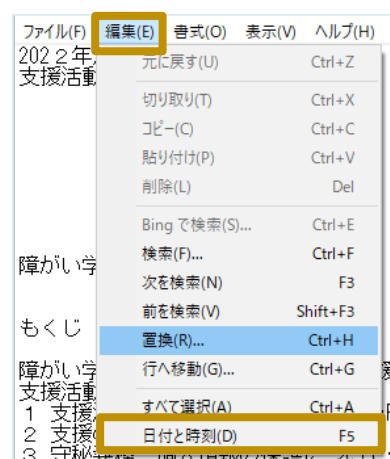 ファイル(F) 編集(E) 書式(O) 表示(V) ヘルプ(H)
202２年
支援活動
元に戻す(U) Ctrl+Z
切り取り(T) Ctrl+X
コピー(C) Ctrl+C
貼り付け(P) Ctrl+V
削除(L) Del
Bing で検索(S)... Ctrl+E
検索(F)... Ctrl+F
障がい学
次を検索(N) F3
前を検索(V) Shift+F3
もくじ
置換(R)... Ctrl+H
障がい学
行へ移動(G)... Ctrl+G
支援活動
すべて選択(A) Ctrl+A
1 支援
2 支援
日付と時刻(D) F5
3